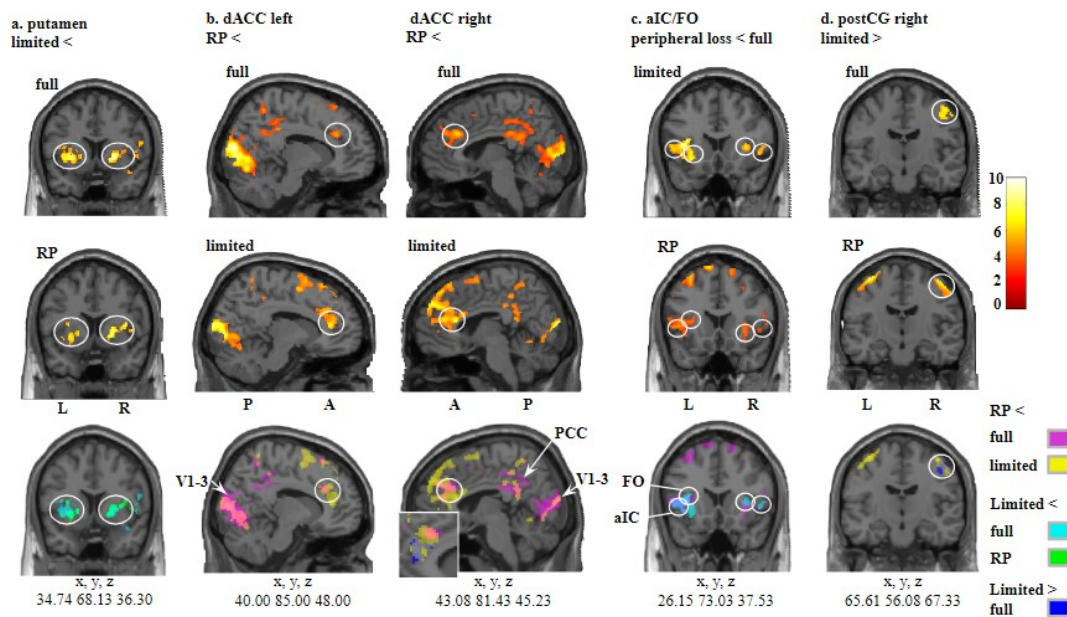 a. putamen
limited <
b. dACC left
RP <
dACC right
RP <
c. aIC/FO
peripheral loss < full
d. postCG right
limited >
full
full
full
limited
full
10
8
6
4
2
0
RP
limited
limited
RP
RP
L R
P A
A P
L R
L R
V1-3
PCC
V1-3
FO
aIC
RP <
full
limited
Limited <
full
RP
Limited >
full
x, y, z
34.74 68.13 36.30
x, y, z
40.00 85.00 48.00
x, y, z
43.08 81.43 45.23
x, y, z
26.15 73.03 37.53
x, y, z
65.61 56.08 67.33